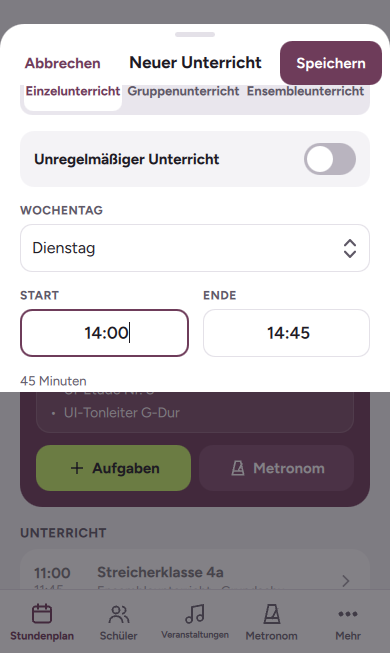 Abbrechen Neuer Unterricht Speichern
Einzelunterricht Gruppenunterricht Ensembleunterricht
Unregelmäßiger Unterricht
WOCHENTAG
Dienstag
START ENDE
14:00 14:45
45 Minuten
• UI-Tonleiter G-Dur
+ Aufgaben Metronom
UNTERRICHT
11:00 Streicherklasse 4a
Stundenplan Schüler Veranstaltungen Metronom Mehr